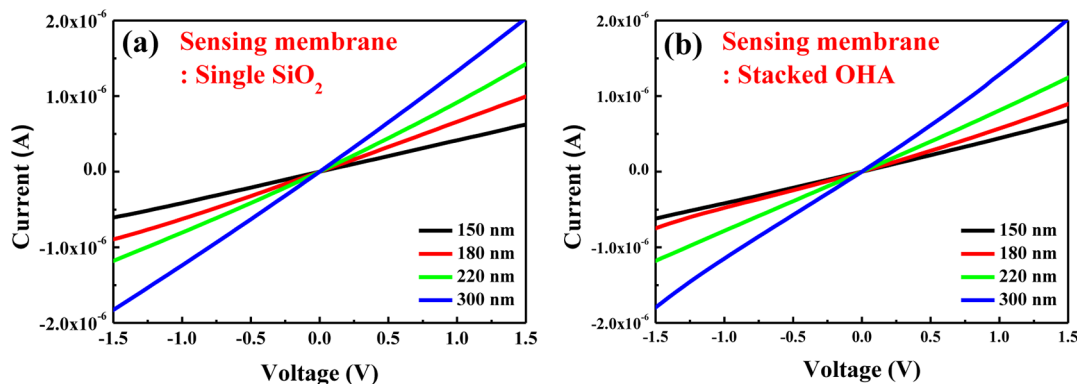 (a) Sensing membrane
: Single SiO₂
2.0x10⁻⁶
1.0x10⁻⁶
0.0
-1.0x10⁻⁶
-2.0x10⁻⁶
Current (A)
150 nm
180 nm
220 nm
300 nm
-1.5 -1.0 -0.5 0.0 0.5 1.0 1.5
Voltage (V)
(b) Sensing membrane
: Stacked OHA
2.0x10⁻⁶
1.0x10⁻⁶
0.0
-1.0x10⁻⁶
-2.0x10⁻⁶
Current (A)
150 nm
180 nm
220 nm
300 nm
-1.5 -1.0 -0.5 0.0 0.5 1.0 1.5
Voltage (V)